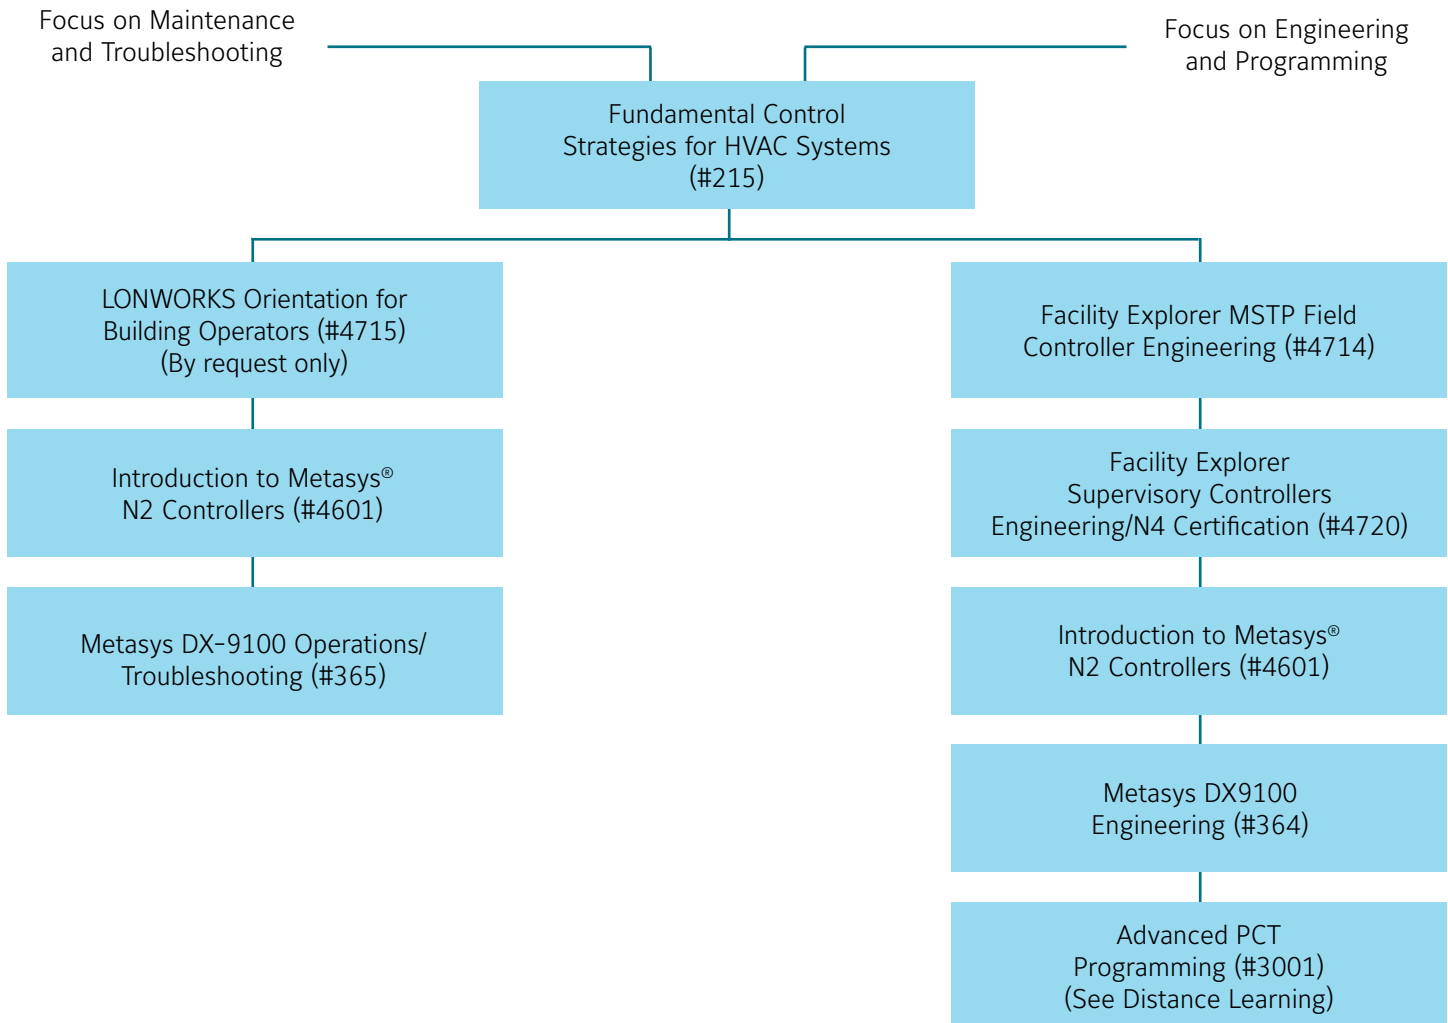 Focus on Maintenance
and Troubleshooting
Focus on Engineering
and Programming
Fundamental Control
Strategies for HVAC Systems
(#215)
LONWORKS Orientation for
Building Operators (#4715)
(By request only)
Introduction to Metasys®
N2 Controllers (#4601)
Metasys DX-9100 Operations/
Troubleshooting (#365)
Facility Explorer MSTP Field
Controller Engineering (#4714)
Facility Explorer
Supervisory Controllers
Engineering/N4 Certification (#4720)
Introduction to Metasys®
N2 Controllers (#4601)
Metasys DX9100
Engineering (#364)
Advanced PCT
Programming (#3001)
(See Distance Learning)